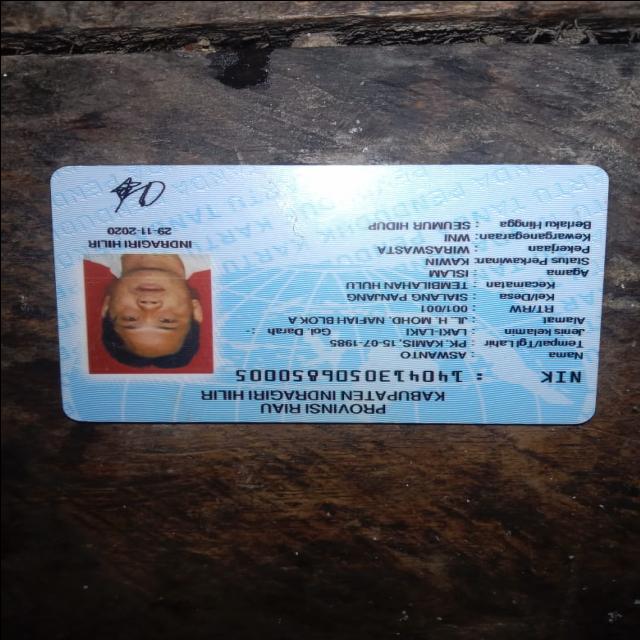 PROVINSI RIAU
KABUPATEN INDRAGIRI HILIR
NIK : 1404130506850005
Nama : ASWANTO
Tempat/Tgl Lahir : PK. KAMIS, 15-07-1985
Jenis kelamin : LAKI-LAKI Gol. Darah : -
Alamat : JL. H. MOHD. NAFIAH BLOK A
RT/RW : 001/001
Kel/Desa : SIALANG PANJANG
Kecamatan : TEMBILAHAN HULU
Agama : ISLAM
Status Perkawinan: KAWIN
Pekerjaan : WIRASWASTA
Kewarganegaraan: WNI
Berlaku Hingga : SEUMUR HIDUP
INDRAGIRI HILIR
29-11-2020